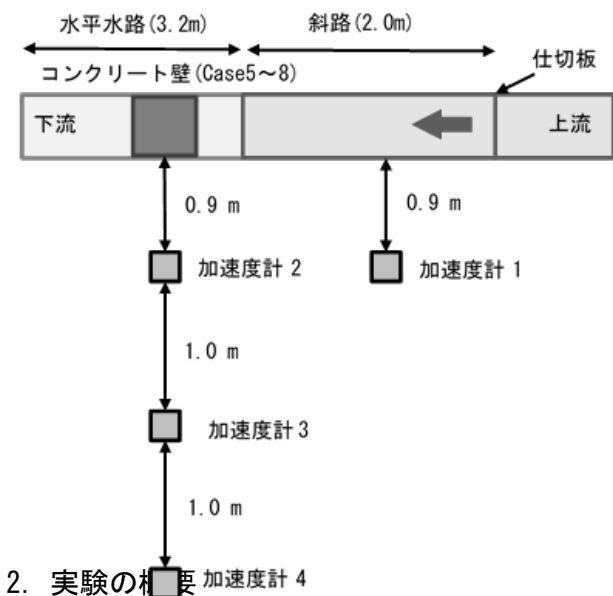 水平水路(3.2m)
斜路(2.0m)
仕切板
コンクリート壁(Case5～8)
下流
上流
0.9 m
0.9 m
加速度計 2
加速度計 1
1.0 m
加速度計 3
1.0 m
加速度計 4
2. 実験の概要